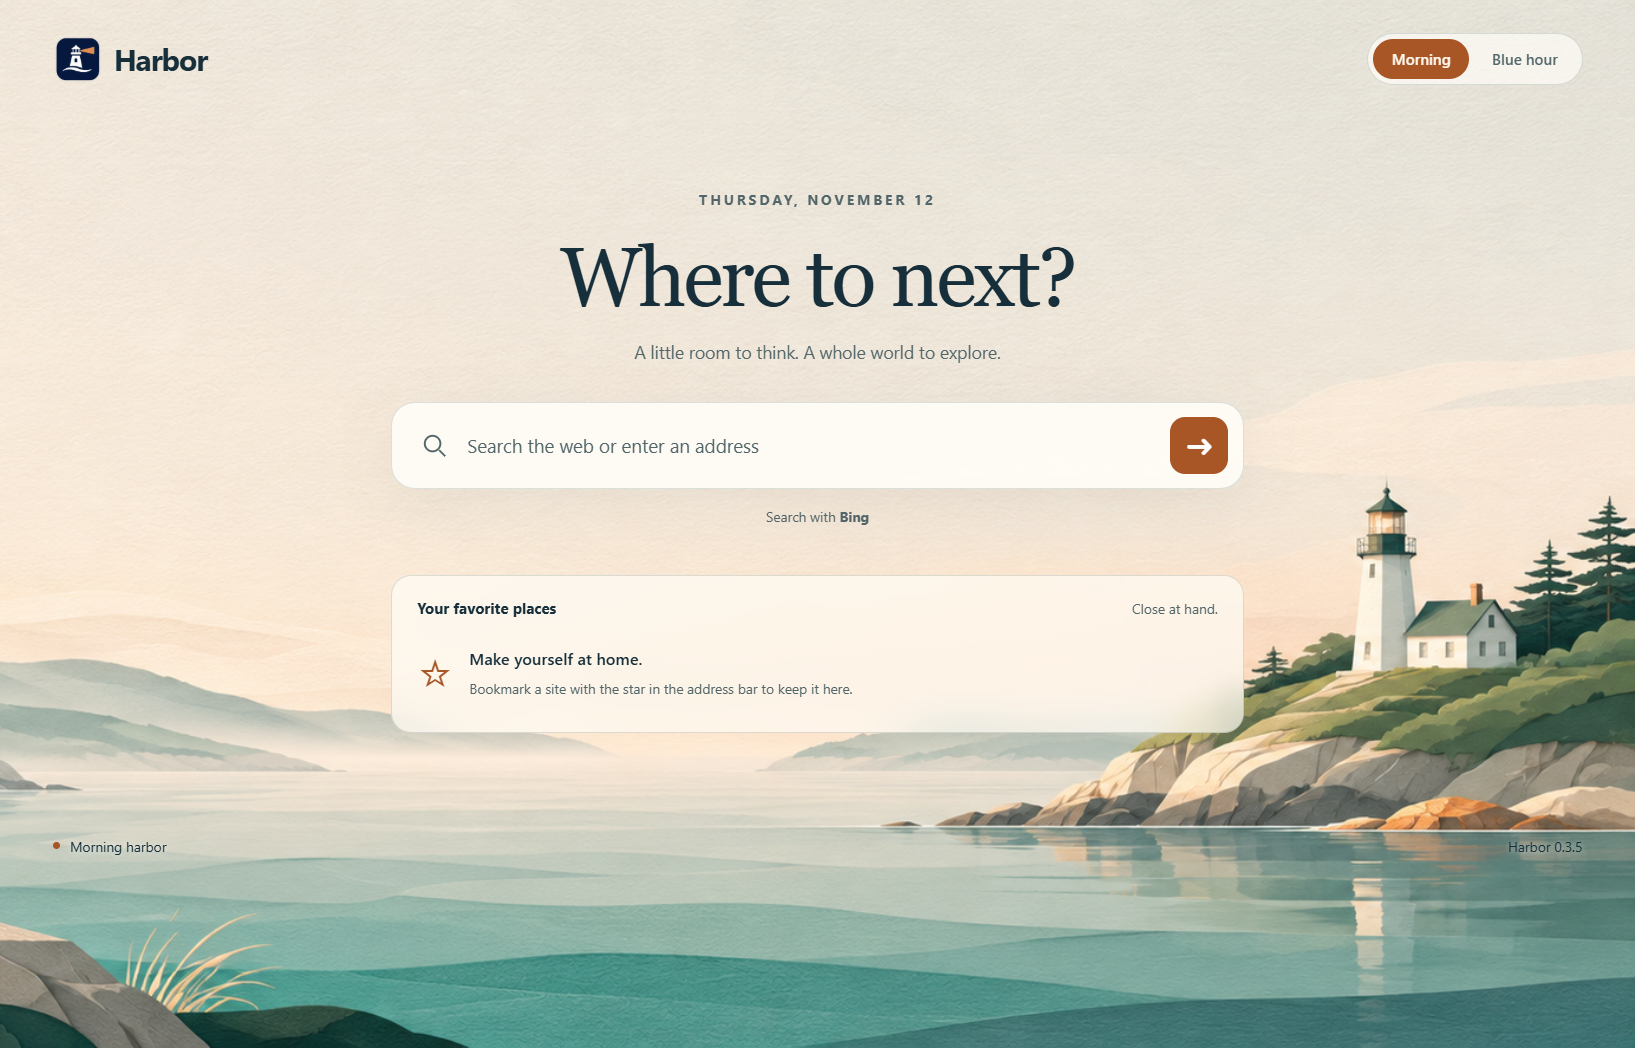 Harbor
Morning
Blue hour
THURSDAY, NOVEMBER 12
Where to next?
A little room to think. A whole world to explore.
Search the web or enter an address
Search with Bing
Your favorite places
Close at hand.
Make yourself at home.
Bookmark a site with the star in the address bar to keep it here.
Morning harbor
Harbor 0.3.5